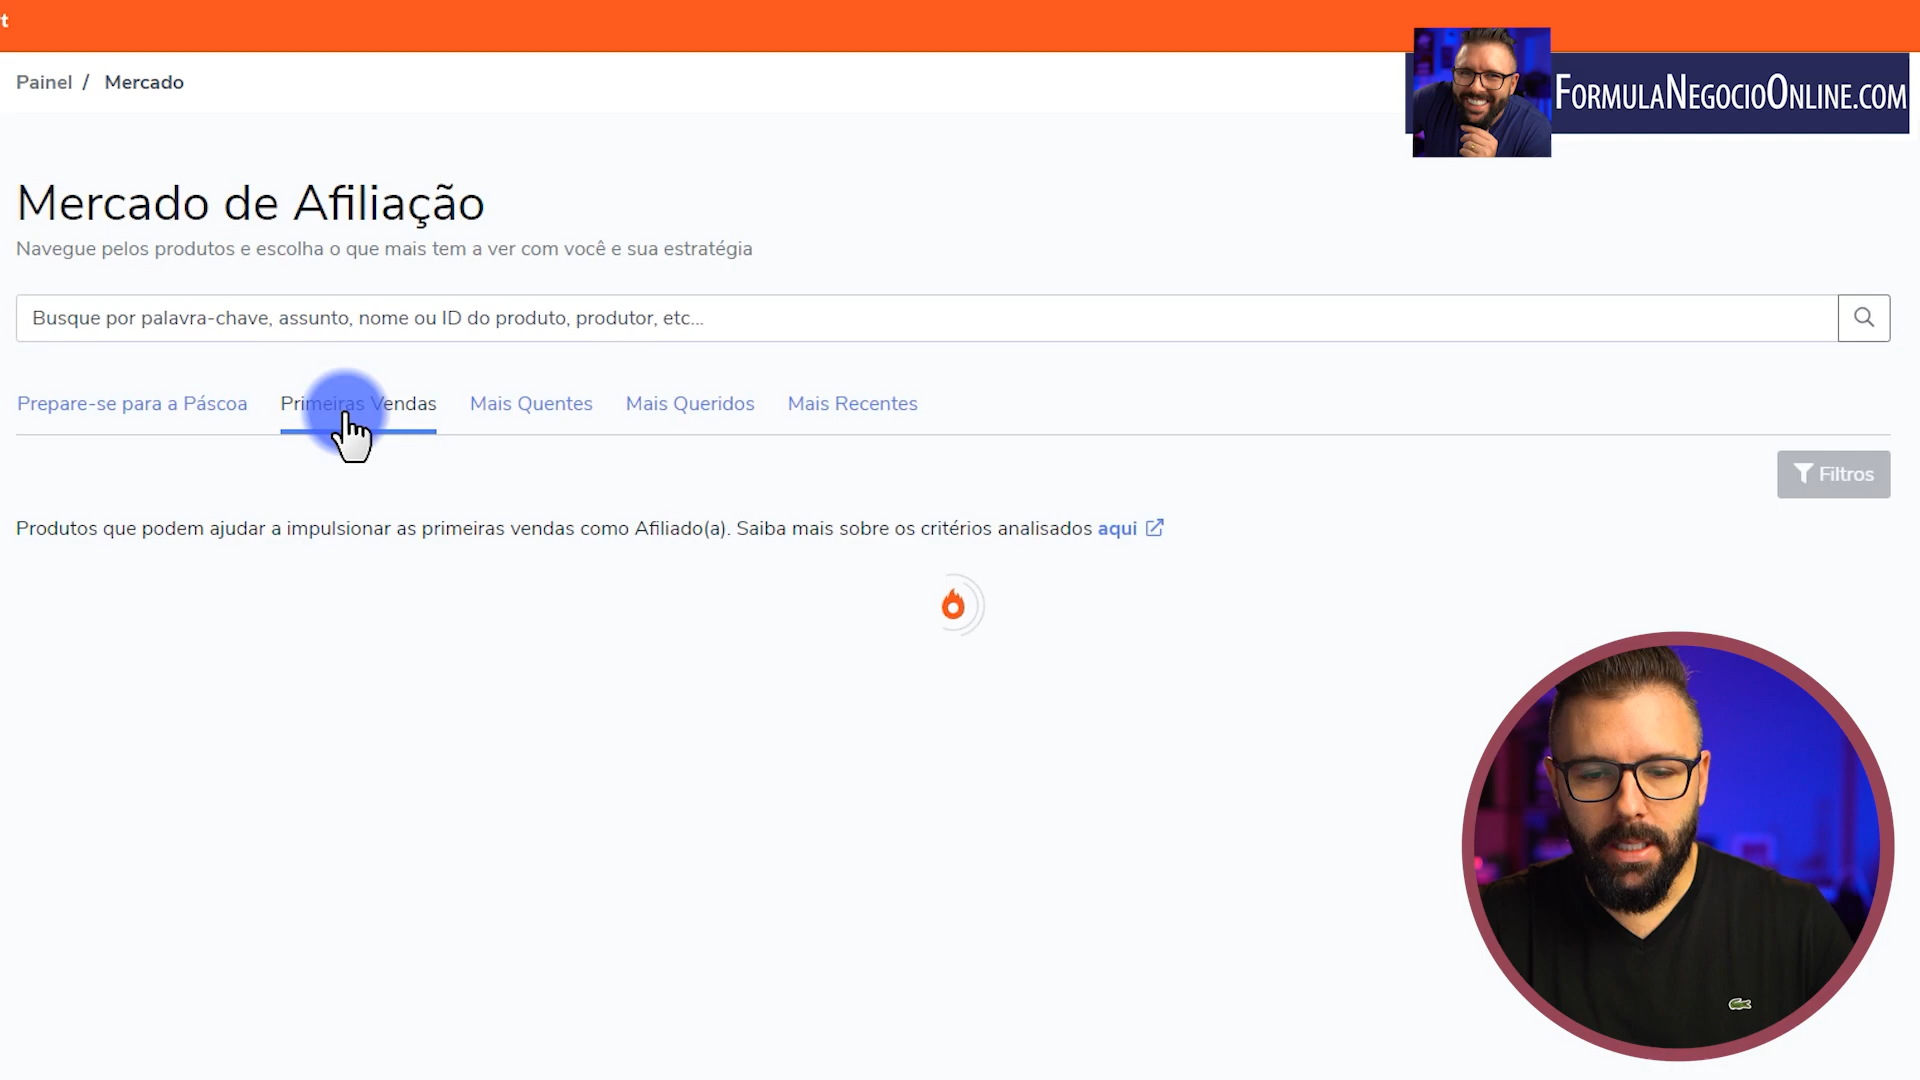 t
FormulaNegocioOnline.com
Painel / Mercado
Mercado de Afiliação
Navegue pelos produtos e escolha o que mais tem a ver com você e sua estratégia
Busque por palavra-chave, assunto, nome ou ID do produto, produtor, etc...
Prepare-se para a Páscoa Primeiras Vendas Mais Quentes Mais Queridos Mais Recentes
Filtros
Produtos que podem ajudar a impulsionar as primeiras vendas como Afiliado(a). Saiba mais sobre os critérios analisados aqui